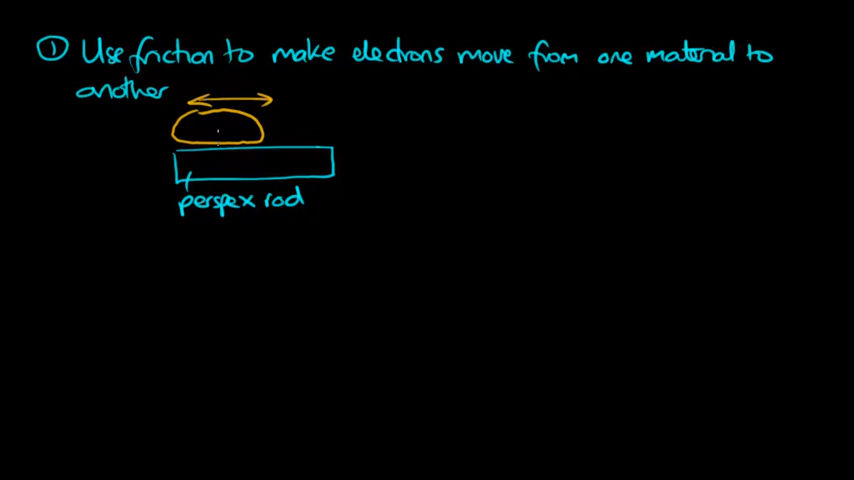 ① Use friction to make electrons move from one material to
another
perspex rod